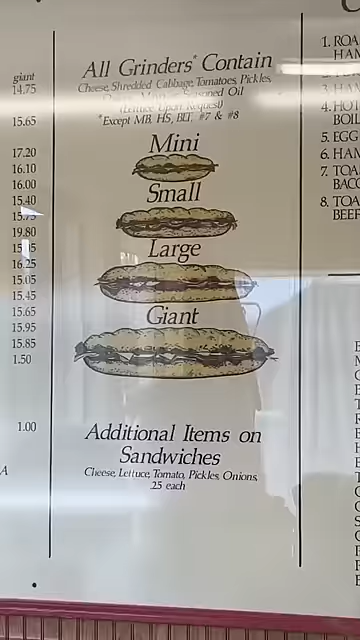 giant
14.75
15.65
17.20
16.10
16.00
15.40
15.75
19.80
16.25
15.05
15.45
15.65
15.95
15.85
1.50
1.00
A
All Grinders* Contain
Cheese, Shredded Cabbage, Tomatoes, Pickles,
Seasoned Oil
(Lettuce Upon Request)
*Except MB, HS, BLT, #7 & #8
Mini
Small
Large
Giant
Additional Items on
Sandwiches
Cheese, Lettuce, Tomato, Pickles, Onions,
.25 each
1. ROA
HAM
2.
3. HAM
4. HOT
BOIL
5. EGG
6. HAM
7. TOA
BACO
8. TOA
BEEF